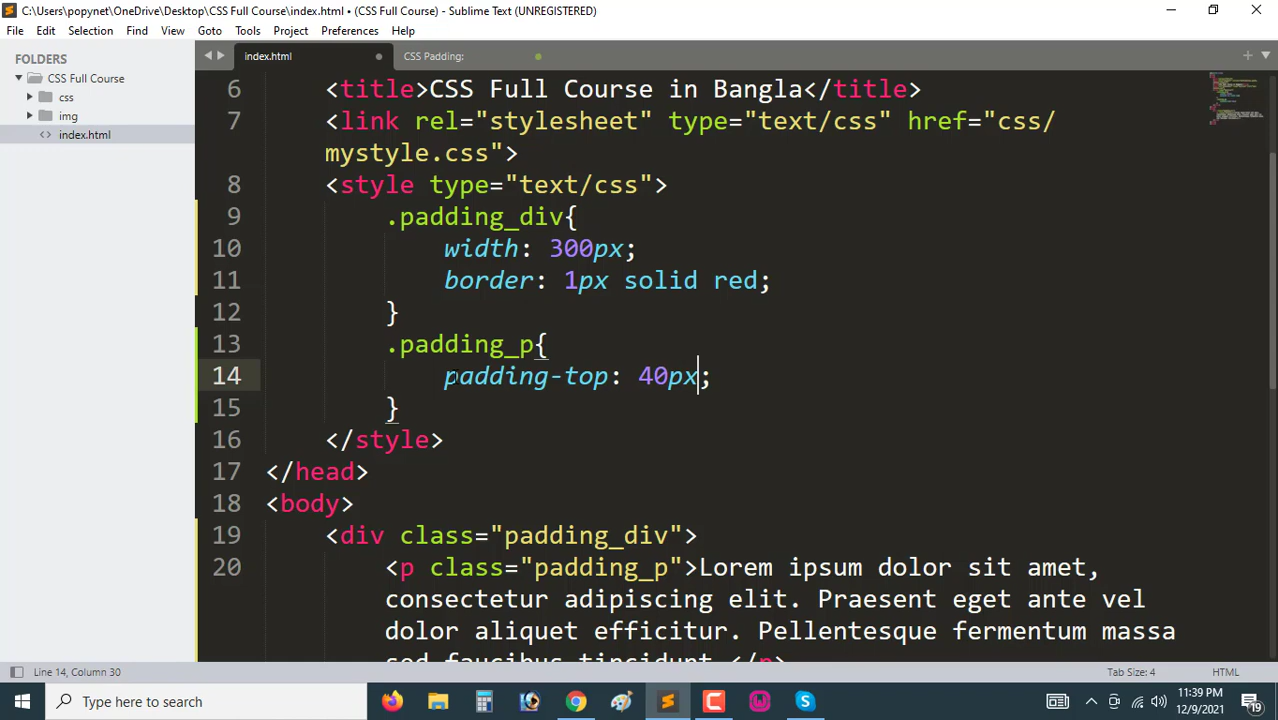 C:\Users\popynet\OneDrive\Desktop\CSS Full Course\index.html • (CSS Full Course) - Sublime Text (UNREGISTERED)
File Edit Selection Find View Goto Tools Project Preferences Help
FOLDERS
CSS Full Course
css
img
index.html
index.html
CSS Padding:
6 <title>CSS Full Course in Bangla</title>
7 <link rel="stylesheet" type="text/css" href="css/
mystyle.css">
8 <style type="text/css">
9 .padding_div{
10 width: 300px;
11 border: 1px solid red;
12 }
13 .padding_p{
14 padding-top: 40px;
15 }
16 </style>
17 </head>
18 <body>
19 <div class="padding_div">
20 <p class="padding_p">Lorem ipsum dolor sit amet,
consectetur adipiscing elit. Praesent eget ante vel
dolor aliquet efficitur. Pellentesque fermentum massa
sed faucibus tincidunt.</p>
Line 14, Column 30
Tab Size: 4
HTML
Type here to search
11:39 PM
12/9/2021
19